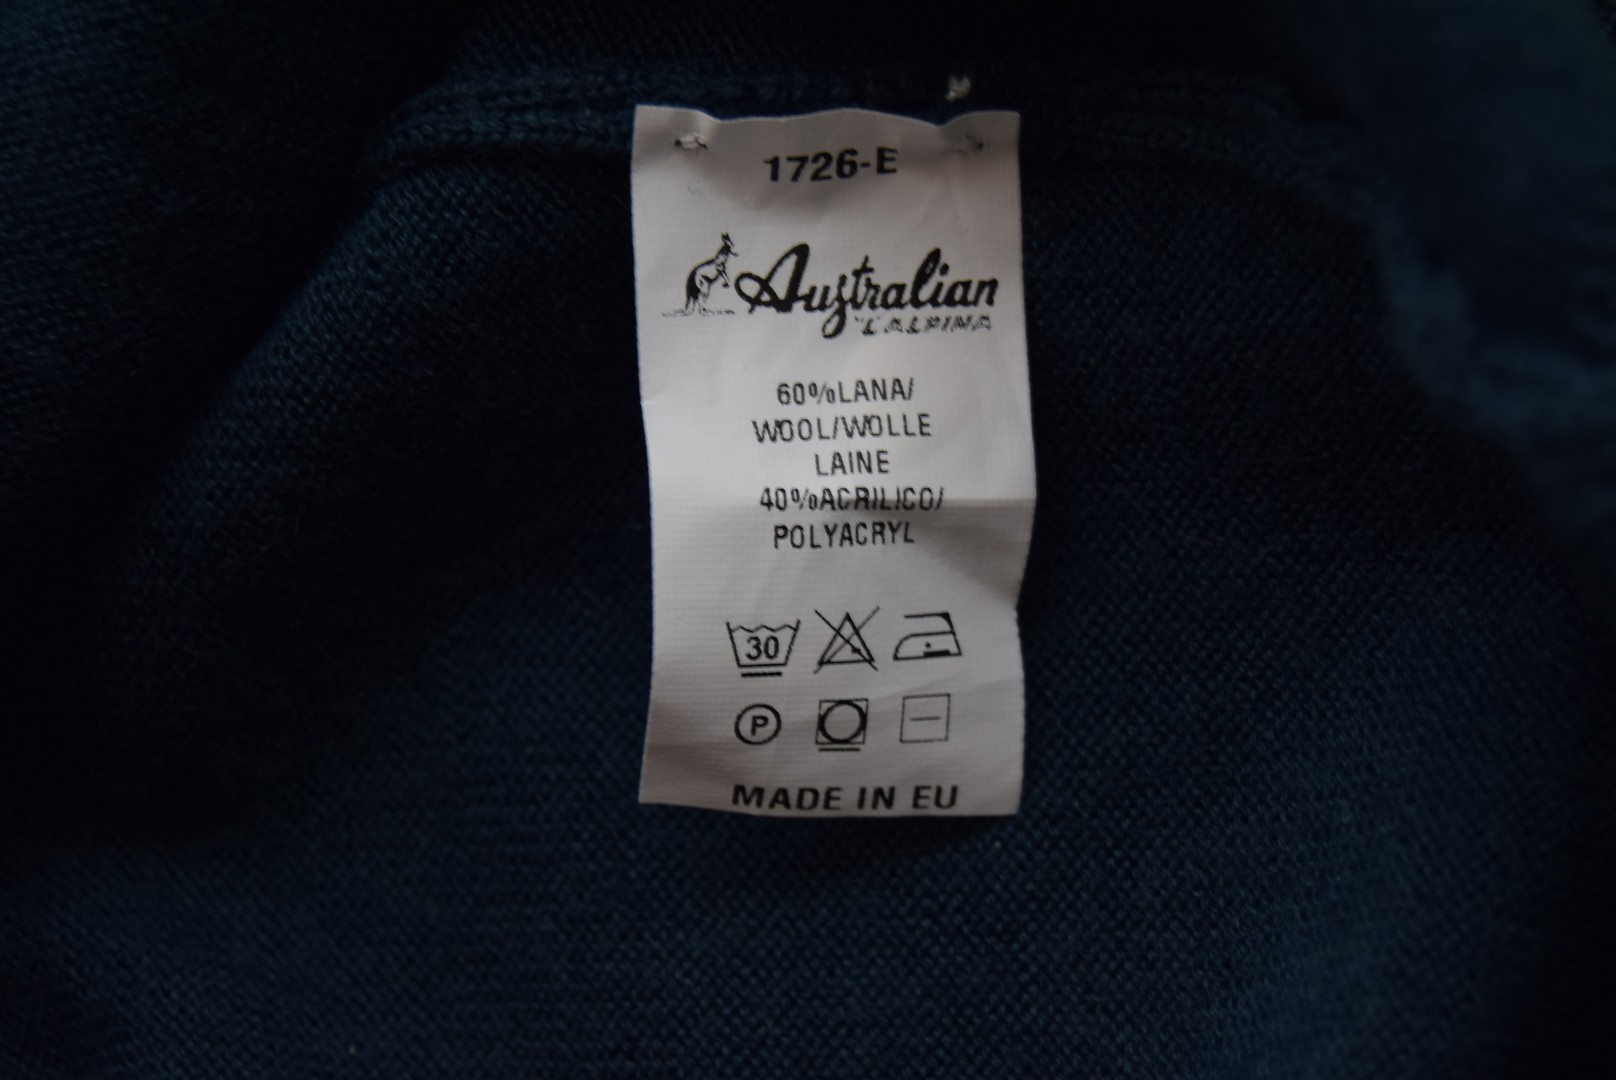 1726-E
Australian
L'ALPINA
60%LANA/
WOOL/WOLLE
LAINE
40%ACRILICO/
POLYACRYL
30
P
MADE IN EU